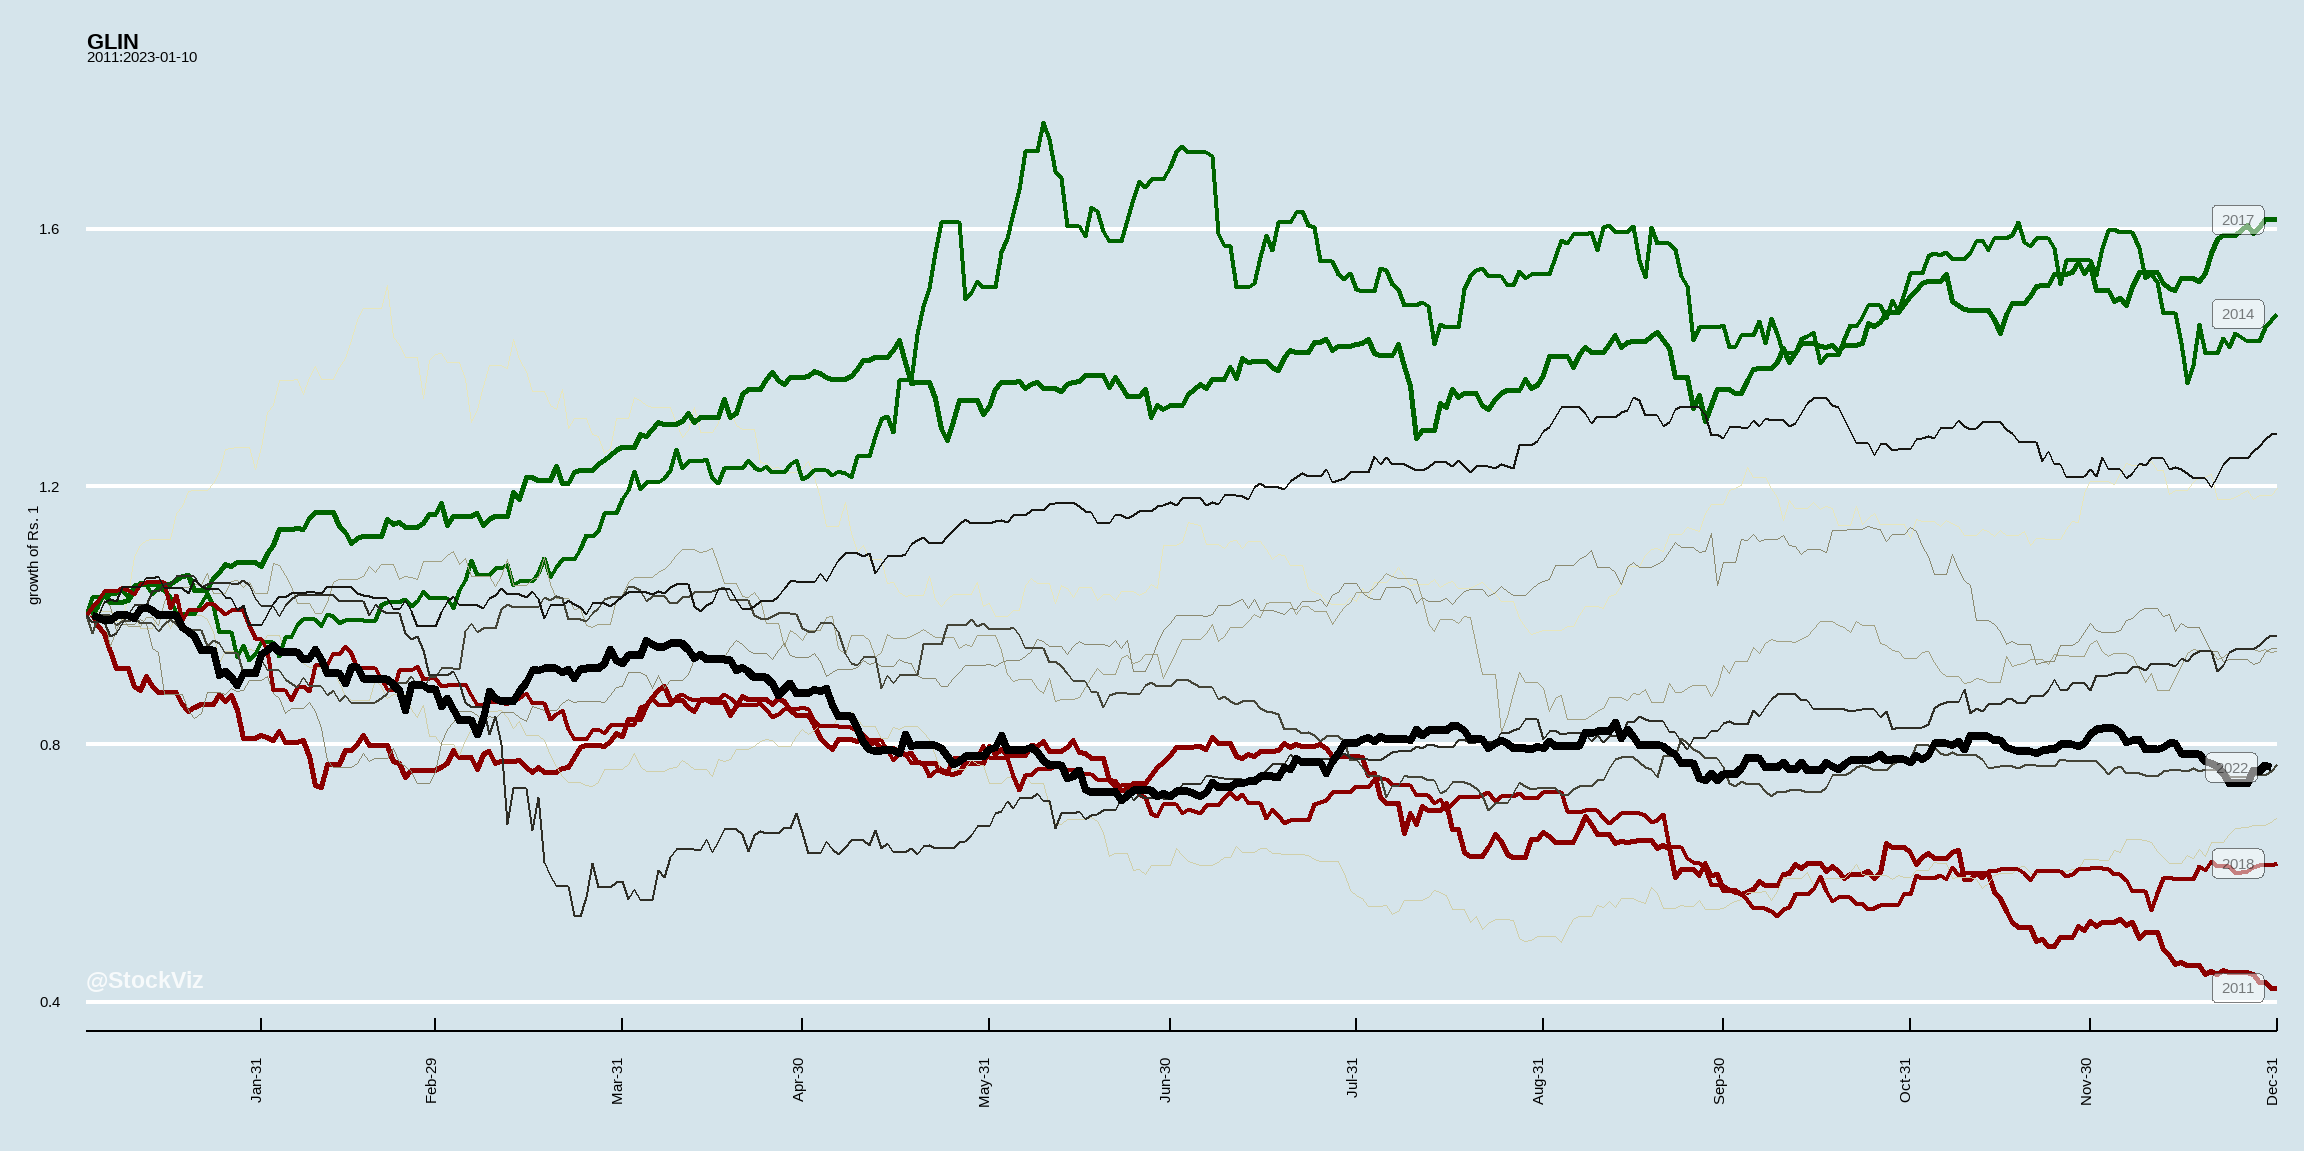 GLIN
2011:2023-01-10
growth of Rs. 1
1.6
1.2
0.8
0.4
2017
2014
2022
2018
2011
@StockViz
Jan-31
Feb-29
Mar-31
Apr-30
May-31
Jun-30
Jul-31
Aug-31
Sep-30
Oct-31
Nov-30
Dec-31